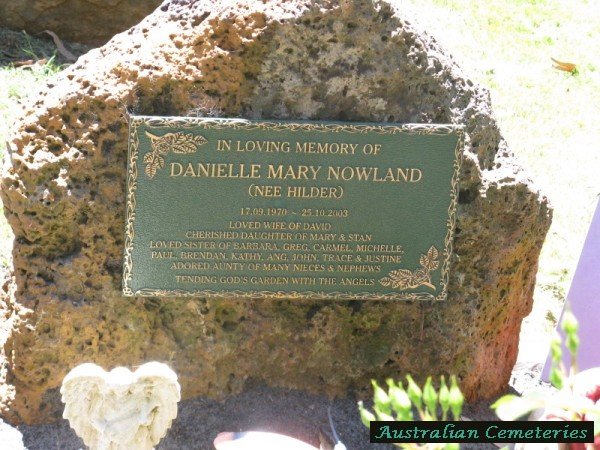 IN LOVING MEMORY OF
DANIELLE MARY NOWLAND
(NEE HILDER)
17.09.1970 ~ 25.10.2003
LOVED WIFE OF DAVID
CHERISHED DAUGHTER OF MARY & STAN
LOVED SISTER OF BARBARA, GREG, CARMEL, MICHELLE,
PAUL, BRENDAN, KATHY, ANG, JOHN, TRACE & JUSTINE
ADORED AUNTY OF MANY NIECES & NEPHEWS
TENDING GOD'S GARDEN WITH THE ANGELS
Australian Cemeteries